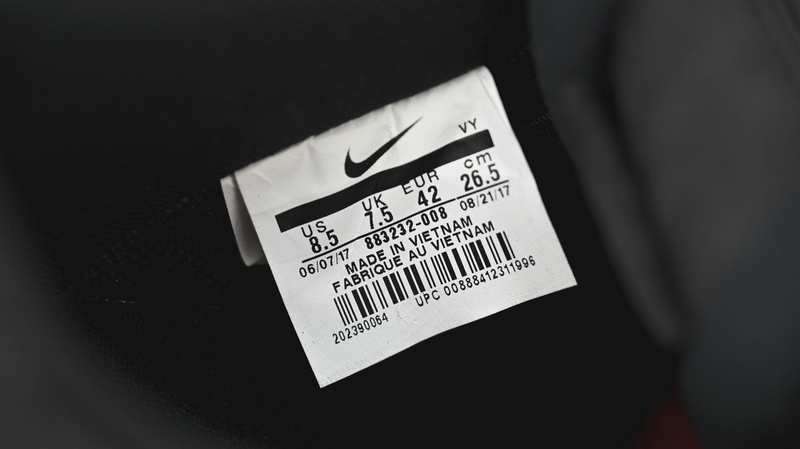 VY
US UK EUR cm
8.5 7.5 42 26.5
06/07/17 883232-008 08/21/17
MADE IN VIETNAM
FABRIQUE AU VIETNAM
202390064 UPC 00888412311996